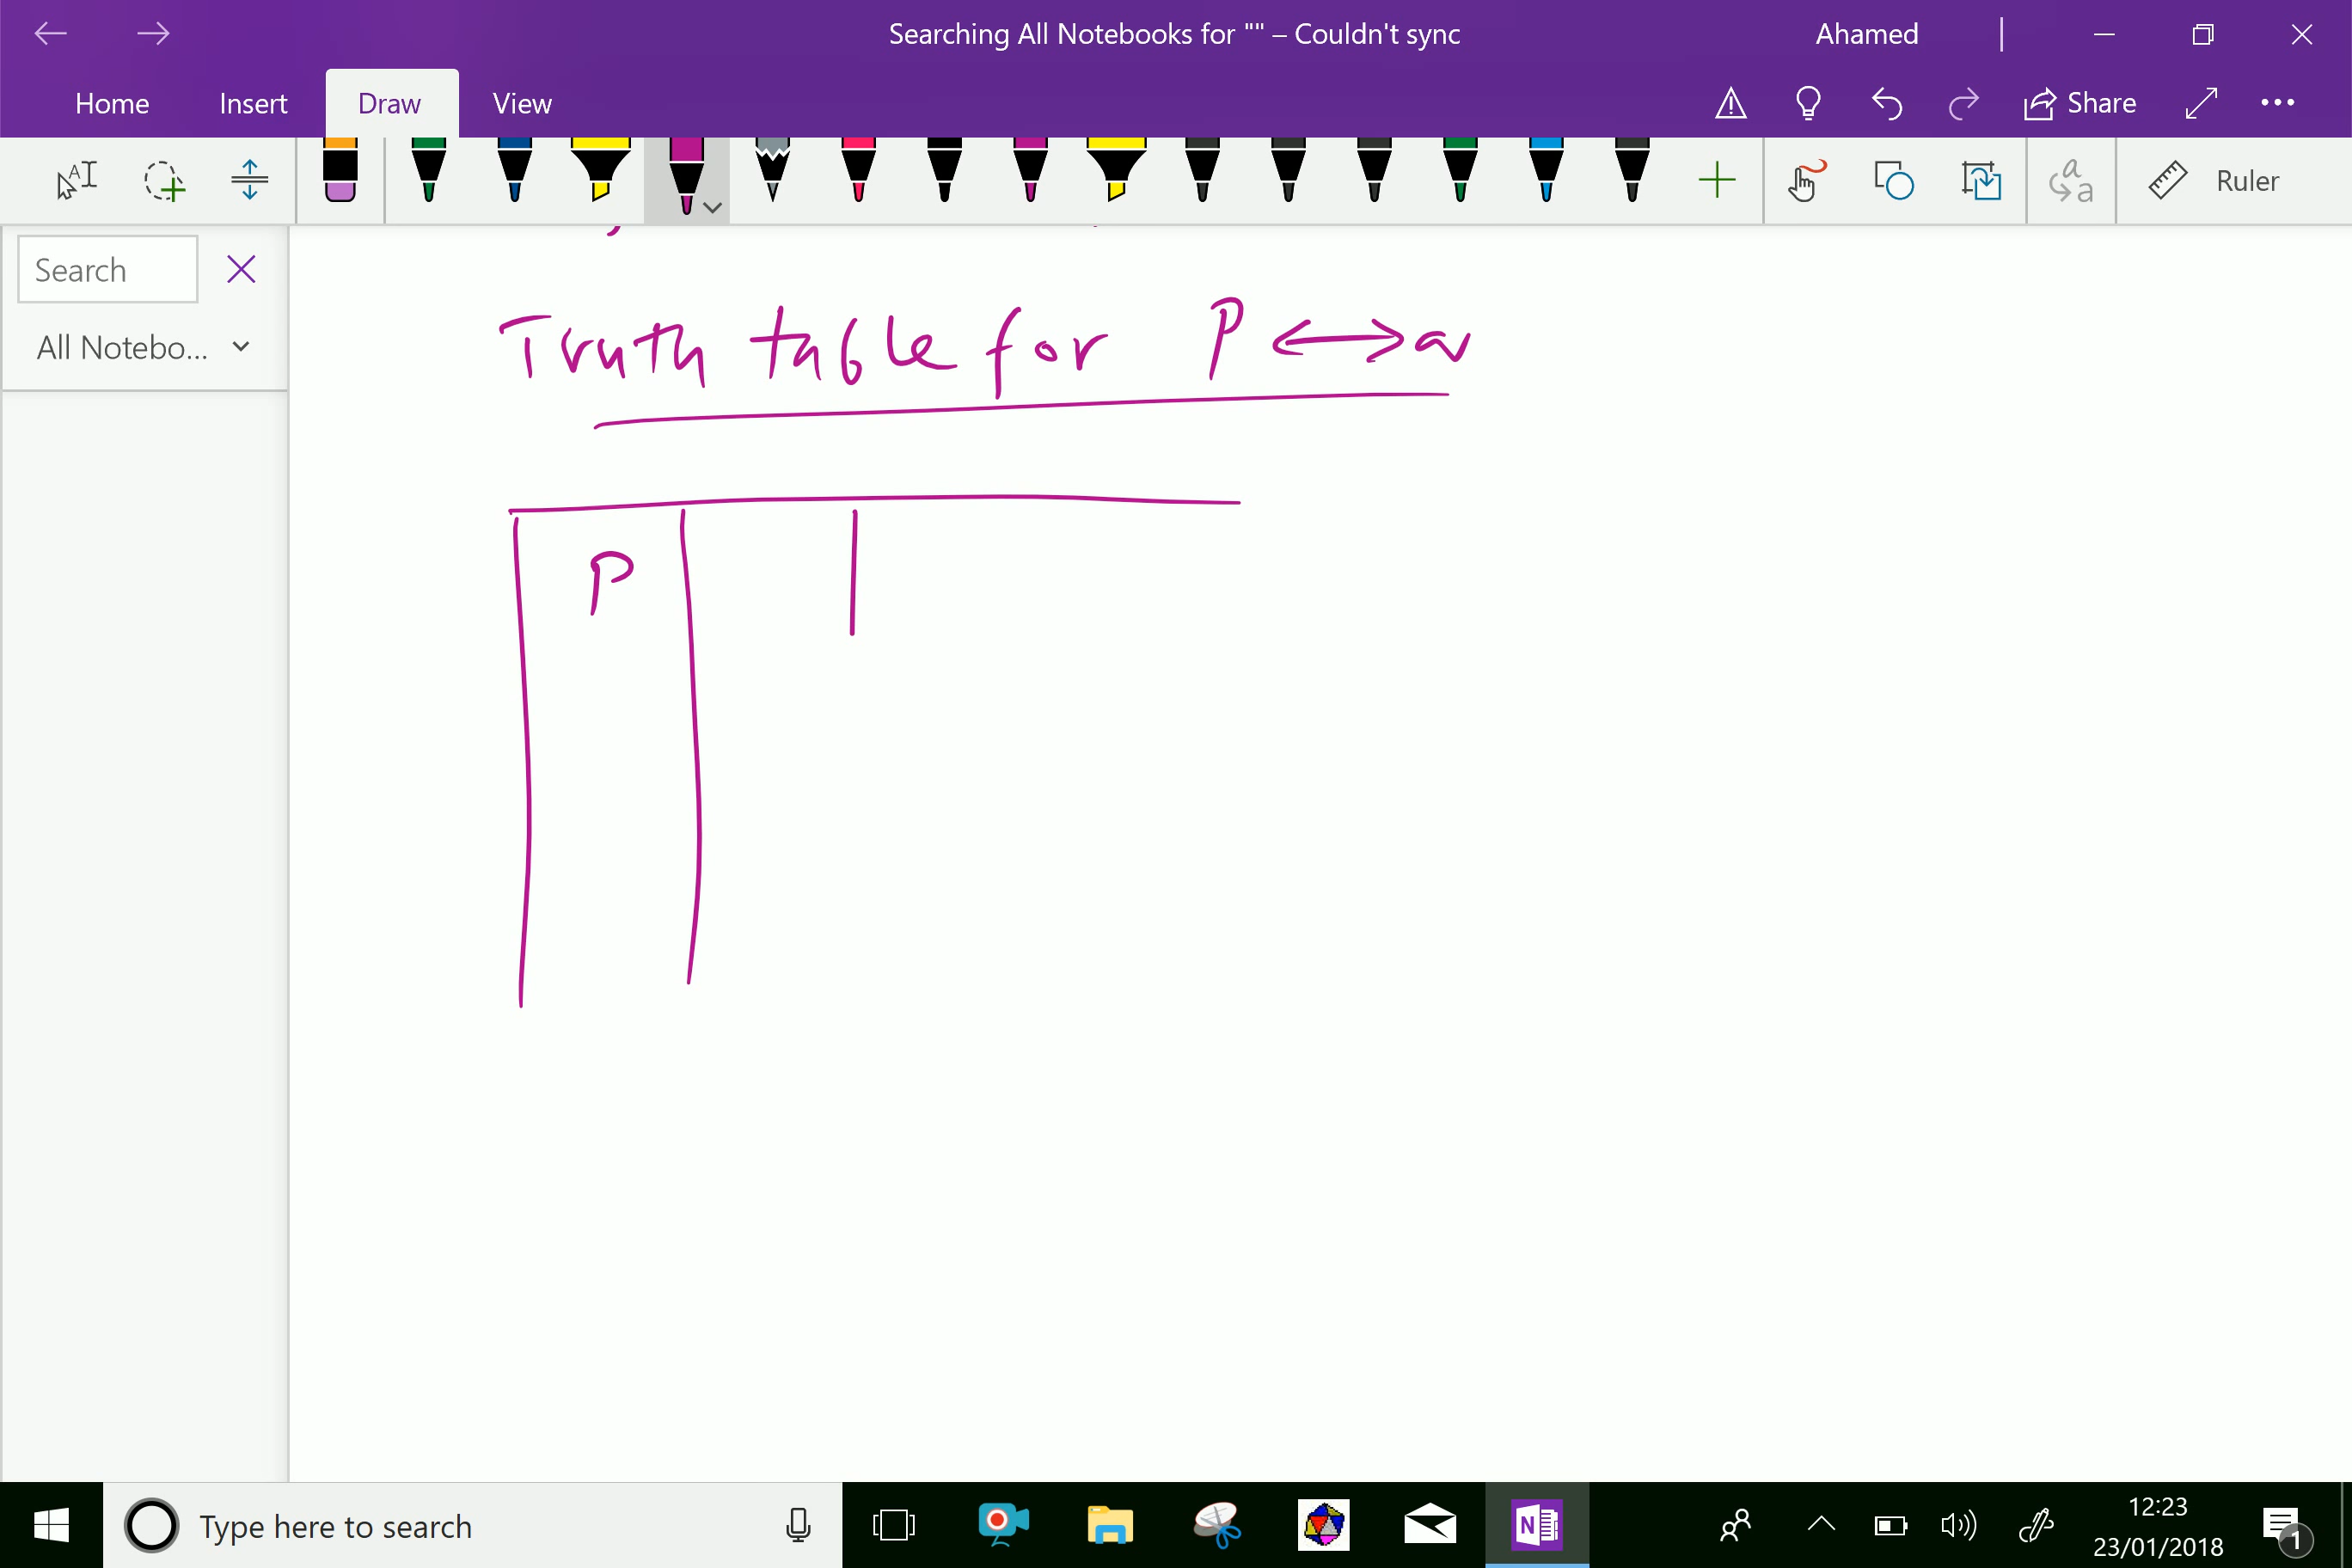 Searching All Notebooks for "" – Couldn't sync
Ahamed
Home Insert Draw View
Share
Ruler
Search
All Notebo...
Truth table for P ↔ q
P
Type here to search
N
12:23
23/01/2018
1